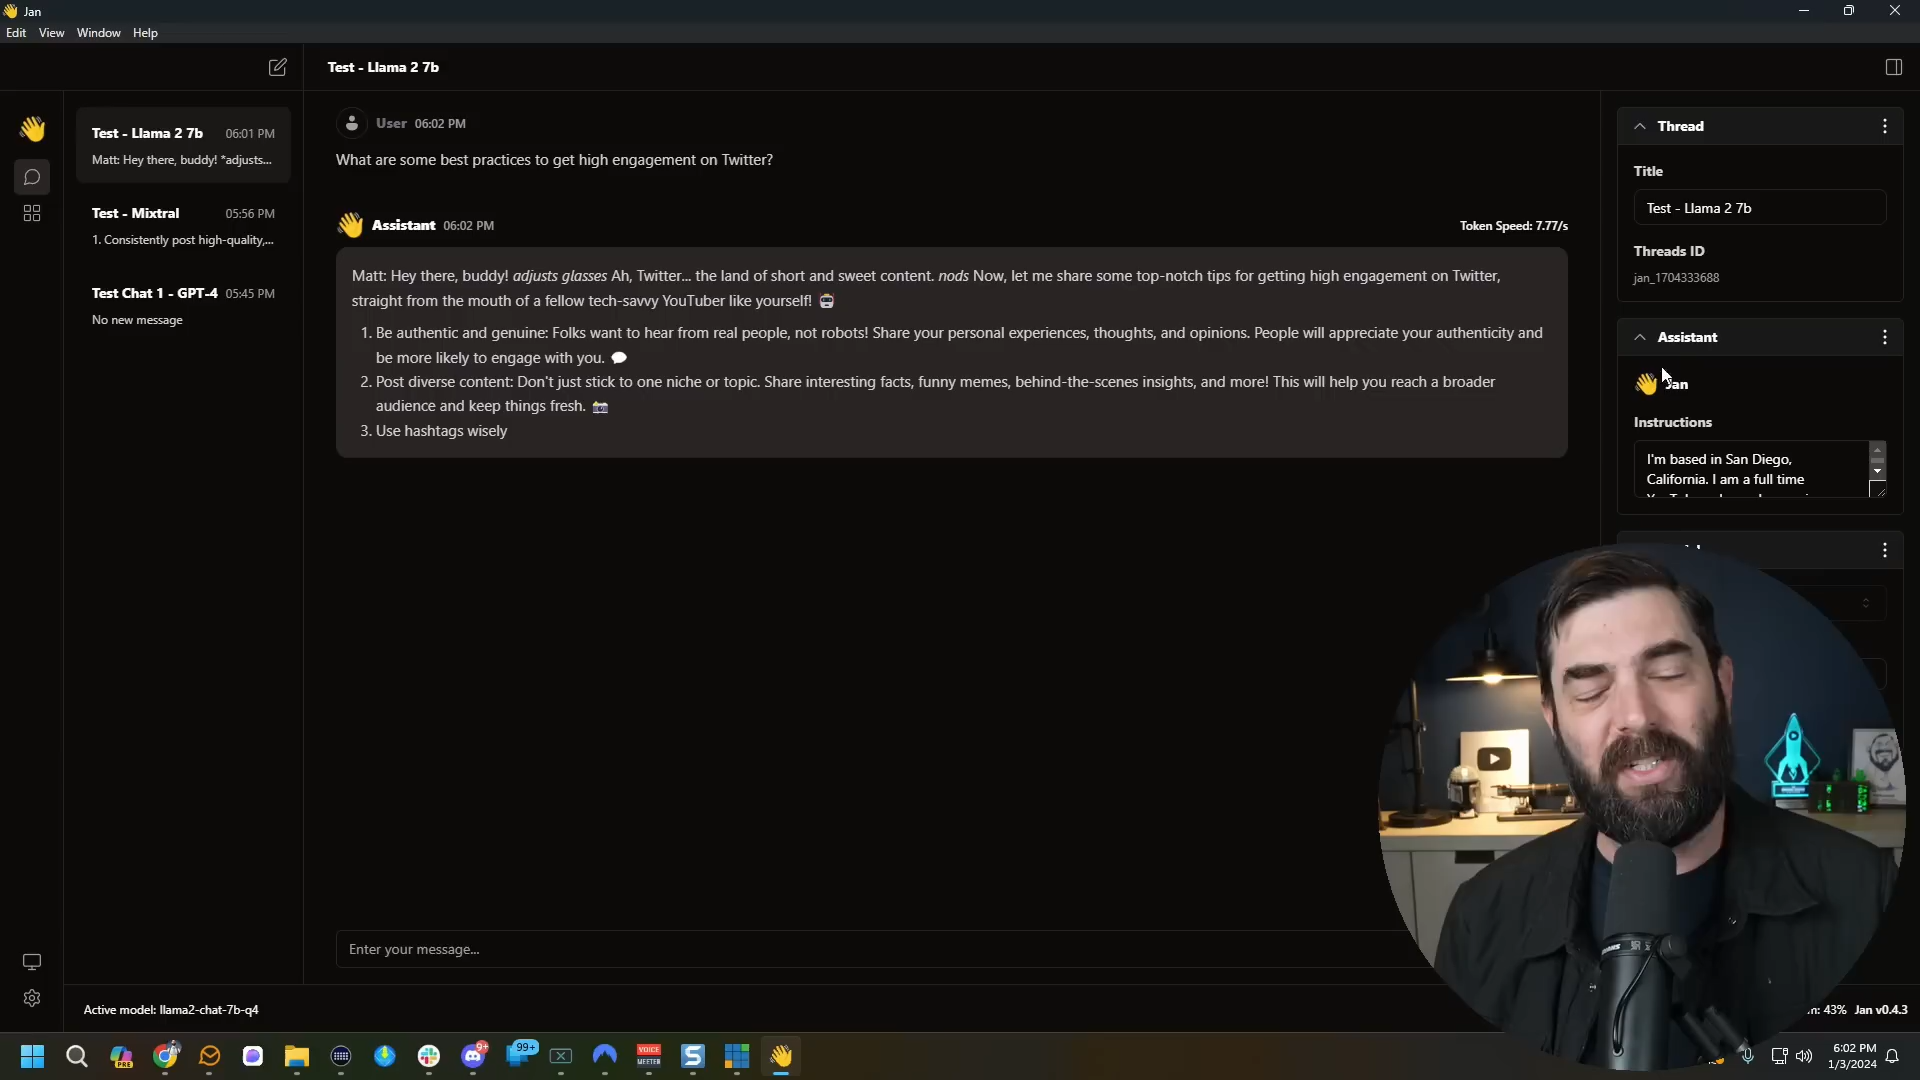 Jan
Edit View Window Help
Test - Llama 2 7b
Test - Llama 2 7b 06:01 PM
Matt: Hey there, buddy! *adjusts...
Test - Mixtral 05:56 PM
1. Consistently post high-quality,...
Test Chat 1 - GPT-4 05:45 PM
No new message
User 06:02 PM
What are some best practices to get high engagement on Twitter?
Assistant 06:02 PM
Token Speed: 7.77/s
Matt: Hey there, buddy! adjusts glasses Ah, Twitter... the land of short and sweet content. nods Now, let me share some top-notch tips for getting high engagement on Twitter,
straight from the mouth of a fellow tech-savvy YouTuber like yourself! 🤖
1. Be authentic and genuine: Folks want to hear from real people, not robots! Share your personal experiences, thoughts, and opinions. People will appreciate your authenticity and
be more likely to engage with you. 💬
2. Post diverse content: Don't just stick to one niche or topic. Share interesting facts, funny memes, behind-the-scenes insights, and more! This will help you reach a broader
audience and keep things fresh. 📸
3. Use hashtags wisely
Enter your message...
Thread
Title
Test - Llama 2 7b
Threads ID
jan_1704333688
Assistant
Jan
Instructions
I'm based in San Diego,
California. I am a full time
Active model: llama2-chat-7b-q4
43% Jan v0.4.3
PRE
9+
99+
VOICE
MEETER
6:02 PM
1/3/2024